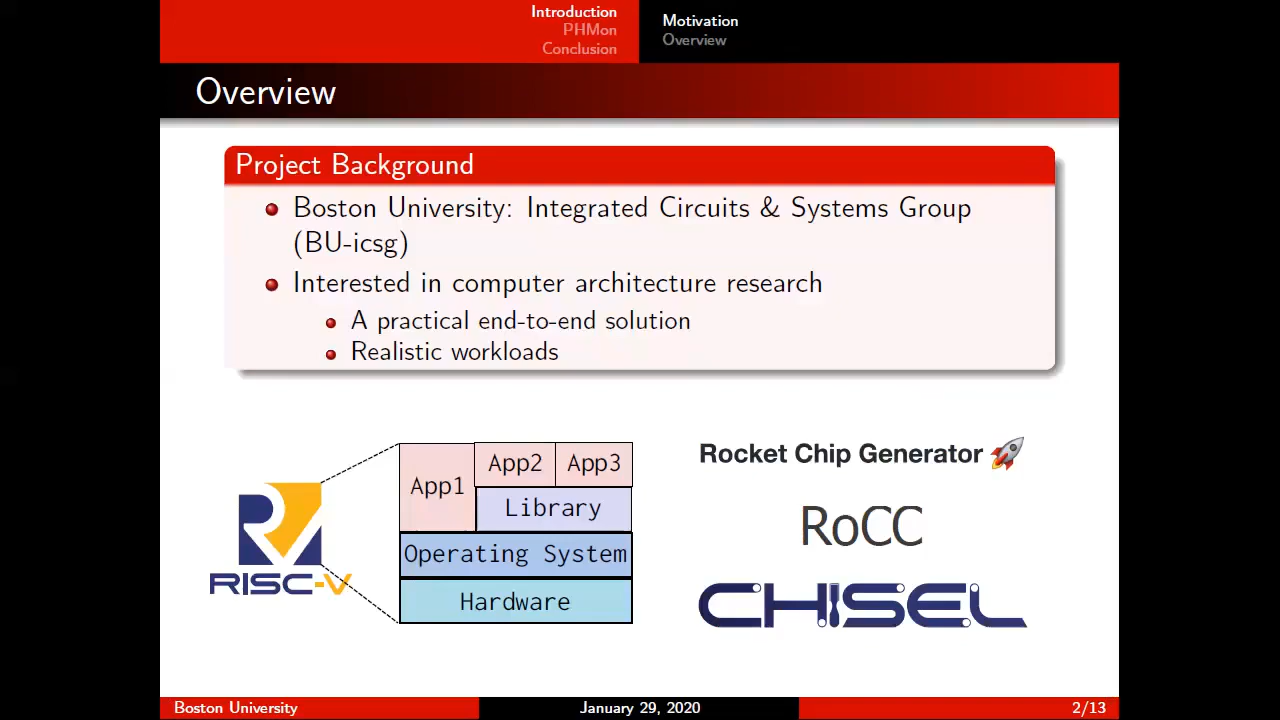 Introduction
PHMon
Conclusion
Motivation
Overview
Overview
Project Background
Boston University: Integrated Circuits & Systems Group
(BU-icsg)
Interested in computer architecture research
A practical end-to-end solution
Realistic workloads
RISC-V
App1
App2
App3
Library
Operating System
Hardware
Rocket Chip Generator
RoCC
CHISEL
Boston University
January 29, 2020
2/13